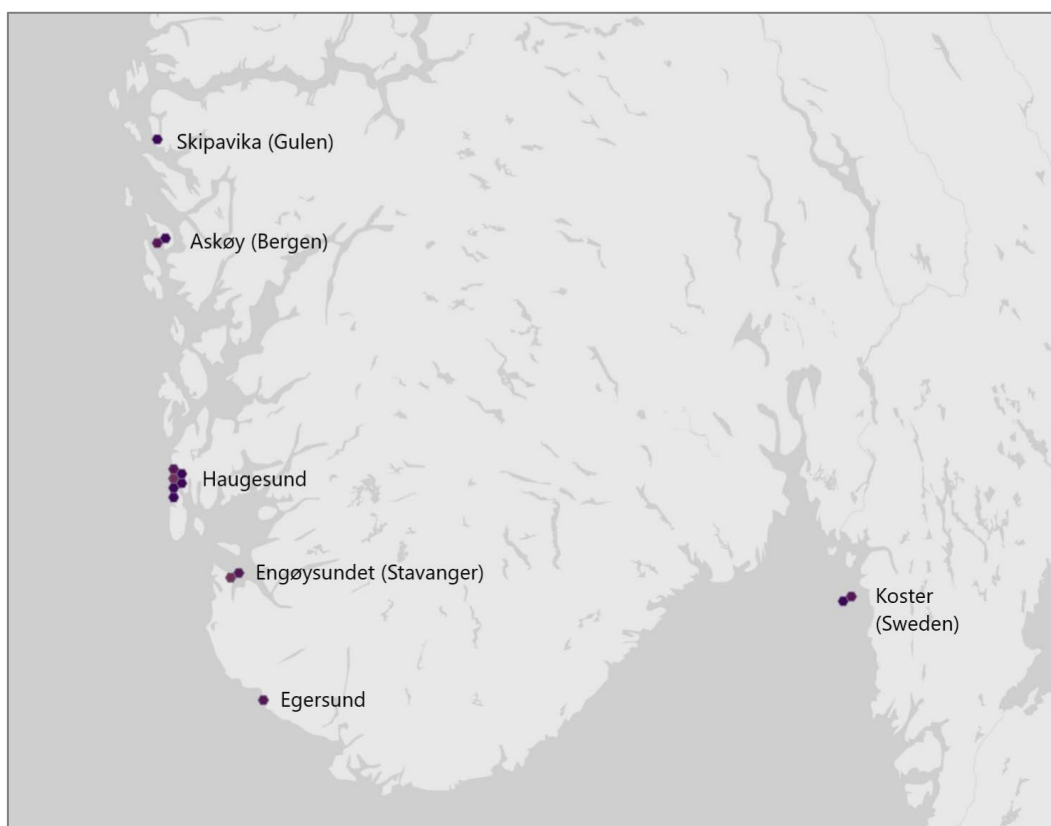 Skipavika (Gulen)
Askøy (Bergen)
Haugesund
Engøysundet (Stavanger)
Koster
(Sweden)
Egersund